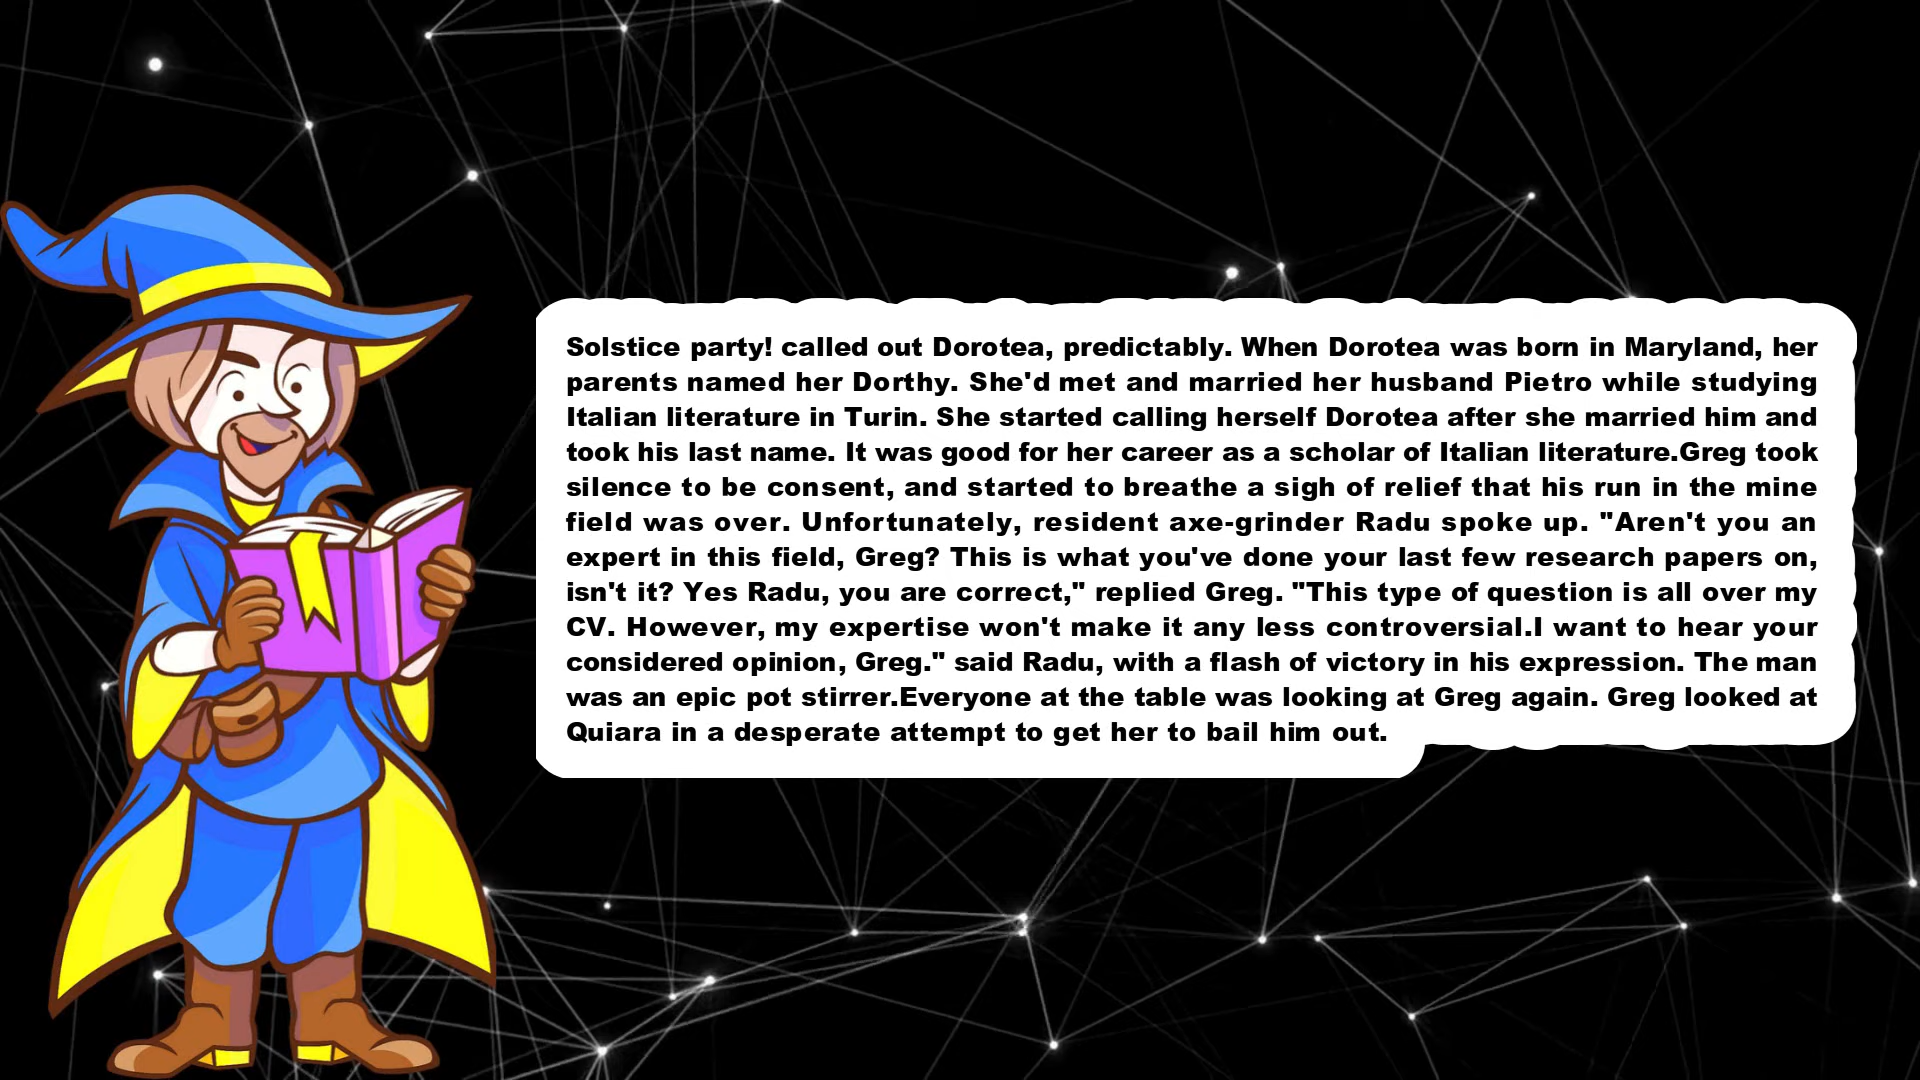 Solstice party! called out Dorotea, predictably. When Dorotea was born in Maryland, her
parents named her Dorthy. She'd met and married her husband Pietro while studying
Italian literature in Turin. She started calling herself Dorotea after she married him and
took his last name. It was good for her career as a scholar of Italian literature.Greg took
silence to be consent, and started to breathe a sigh of relief that his run in the mine
field was over. Unfortunately, resident axe-grinder Radu spoke up. "Aren't you an
expert in this field, Greg? This is what you've done your last few research papers on,
isn't it? Yes Radu, you are correct," replied Greg. "This type of question is all over my
CV. However, my expertise won't make it any less controversial.I want to hear your
considered opinion, Greg." said Radu, with a flash of victory in his expression. The man
was an epic pot stirrer.Everyone at the table was looking at Greg again. Greg looked at
Quiara in a desperate attempt to get her to bail him out.